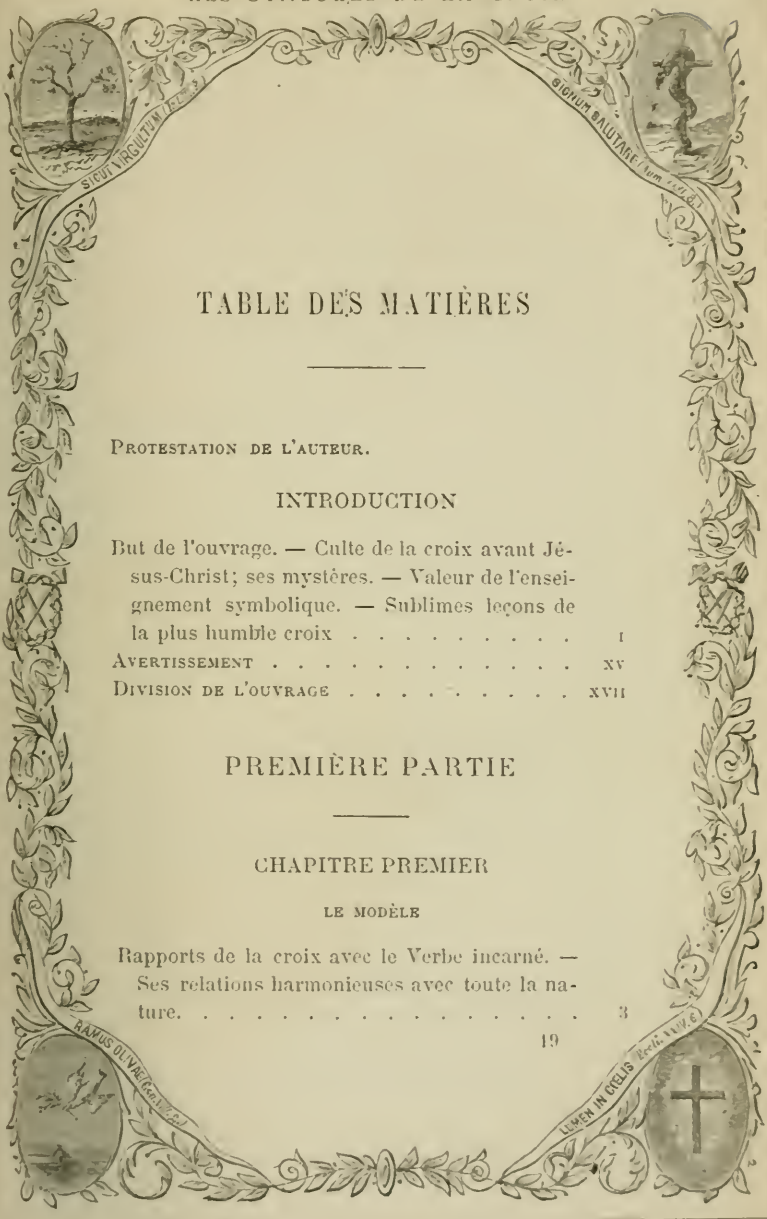 SICUT VIRGULTUM
SIGNUM SALUTARE
TABLE DES MATIÈRES
PROTESTATION DE L'AUTEUR.
INTRODUCTION
But de l'ouvrage. — Culte de la croix avant Jé-
sus-Christ; ses mystères. — Valeur de l'ensei-
gnement symbolique. — Sublimes leçons de
la plus humble croix . . . . . . . . . I
AVERTISSEMENT . . . . . . . . . . . . XV
DIVISION DE L'OUVRAGE . . . . . . . . . XVII
PREMIÈRE PARTIE
CHAPITRE PREMIER
LE MODÈLE
Rapports de la croix avec le Verbe incarné. —
Ses relations harmonieuses avec toute la na-
ture. . . . . . . . . . . . . . . . 3
19
RAMUS OLIVAE
LUMEN IN CŒLIS